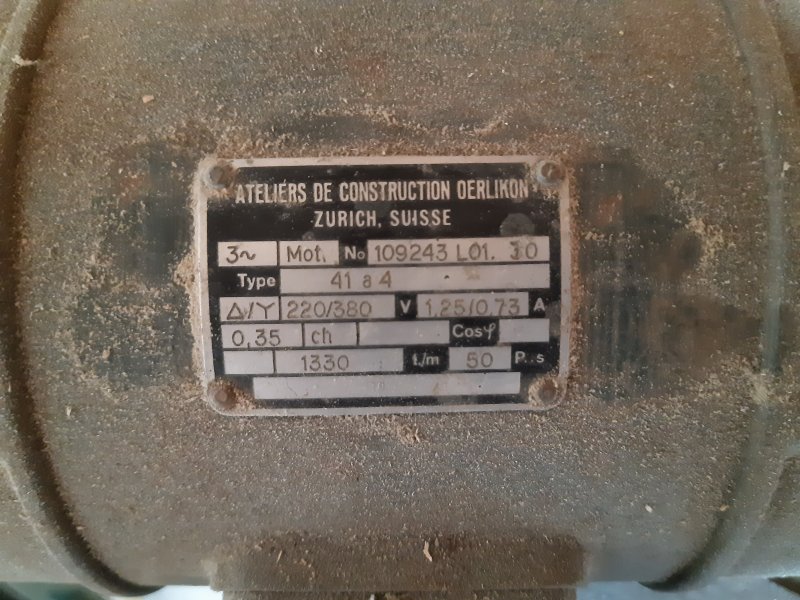 ATELIERS DE CONSTRUCTION OERLIKON
ZURICH, SUISSE
3~ Mot. No 109243 L01. 30
Type 41 a 4
Δ/Y 220/380 V 1,25/0,73 A
0,35 ch Cosφ
1330 t/m 50 P..s